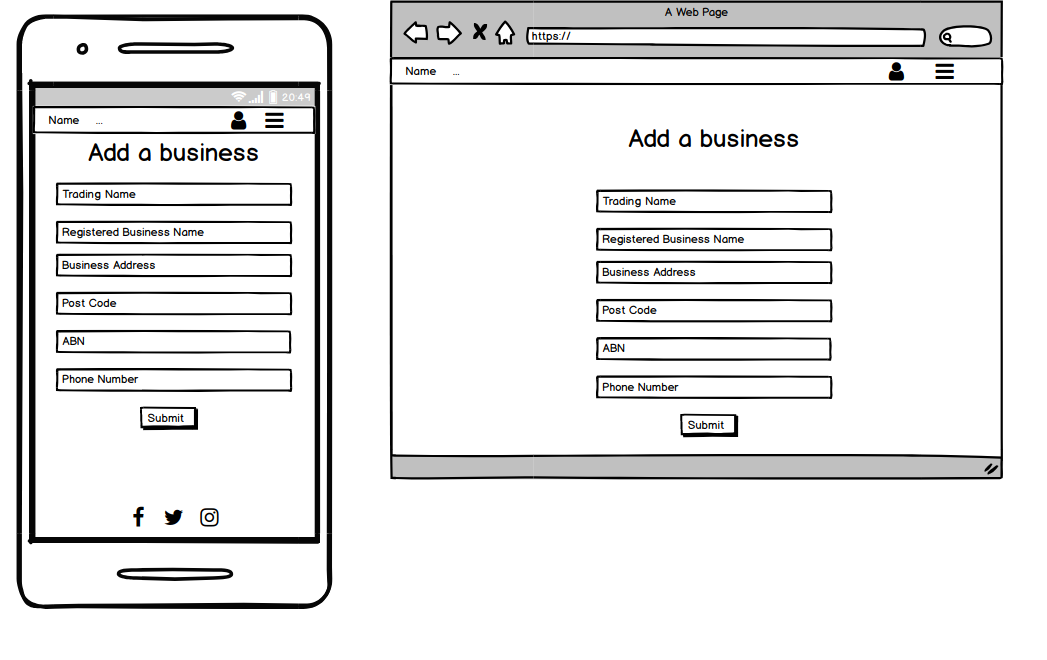 20:49
Name ...
Add a business
Trading Name
Registered Business Name
Business Address
Post Code
ABN
Phone Number
Submit
A Web Page
https://
Name ...
Add a business
Trading Name
Registered Business Name
Business Address
Post Code
ABN
Phone Number
Submit